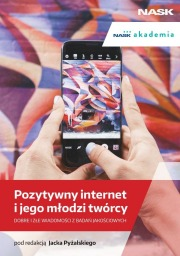 NASK
NASK akademia
Pozytywny internet
i jego młodzi twórcy
DOBRE I ZŁE WIADOMOŚCI Z BADAŃ JAKOŚCIOWYCH
pod redakcją Jacka Pyżalskiego